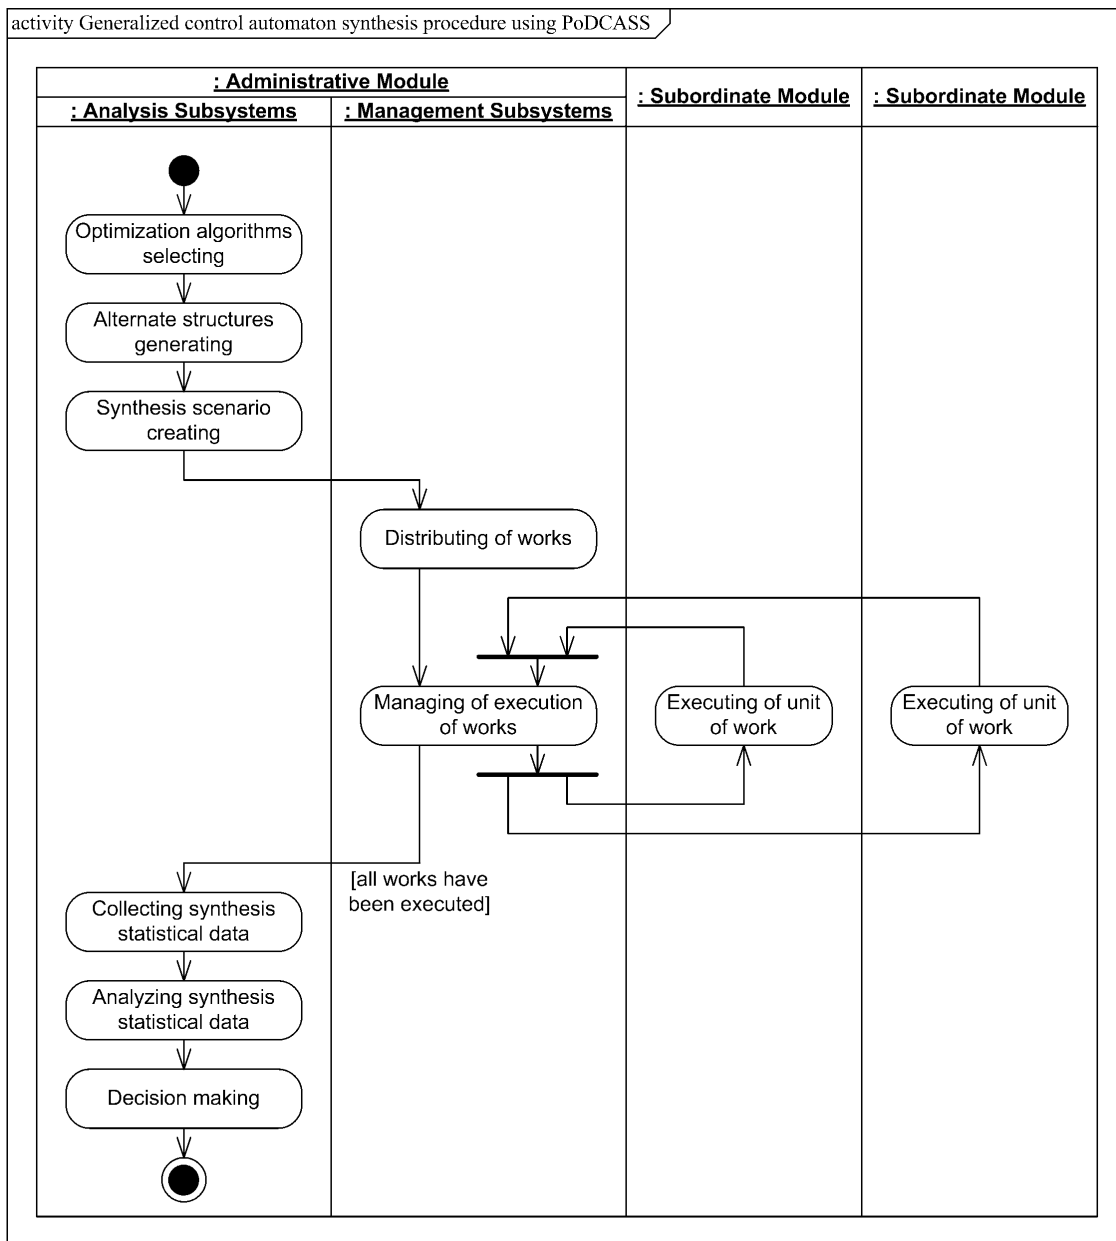 activity Generalized control automaton synthesis procedure using PoDCASS
: Administrative Module
: Analysis Subsystems
: Management Subsystems
: Subordinate Module
: Subordinate Module
Optimization algorithms
selecting
Alternate structures
generating
Synthesis scenario
creating
Distributing of works
Managing of execution
of works
Executing of unit
of work
Executing of unit
of work
[all works have
been executed]
Collecting synthesis
statistical data
Analyzing synthesis
statistical data
Decision making